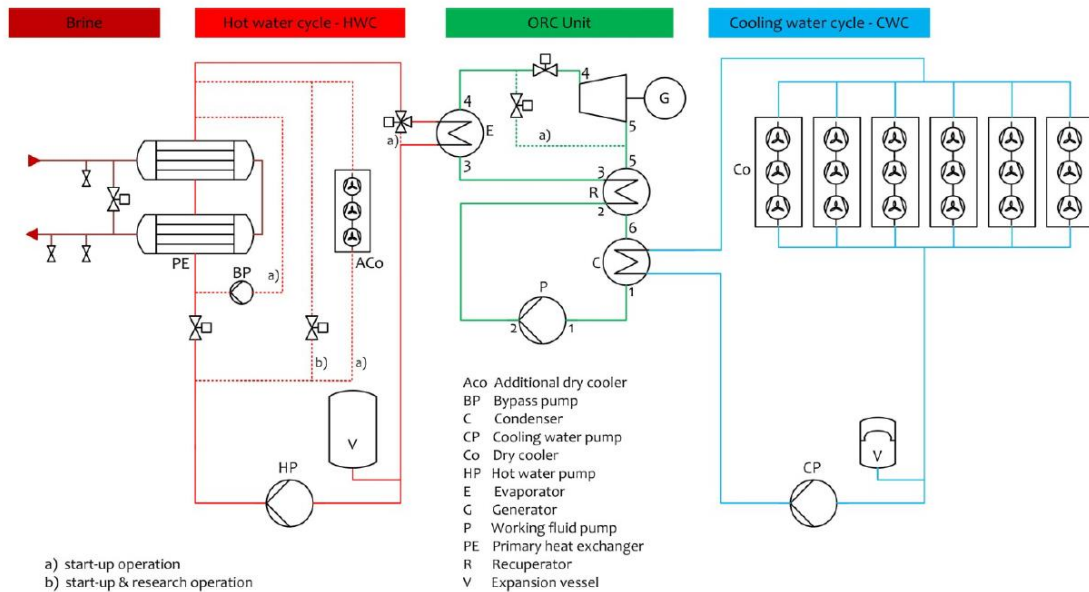 Brine
Hot water cycle - HWC
ORC Unit
Cooling water cycle - CWC
4
4
G
a)
E
a)
5
3
5
3
R
2
6
C
1
P
2
1
Co
PE
BP
a)
ACo
b)
a)
V
HP
V
CP
Aco Additional dry cooler
BP Bypass pump
C Condenser
CP Cooling water pump
Co Dry cooler
HP Hot water pump
E Evaporator
G Generator
P Working fluid pump
PE Primary heat exchanger
R Recuperator
V Expansion vessel
a) start-up operation
b) start-up & research operation